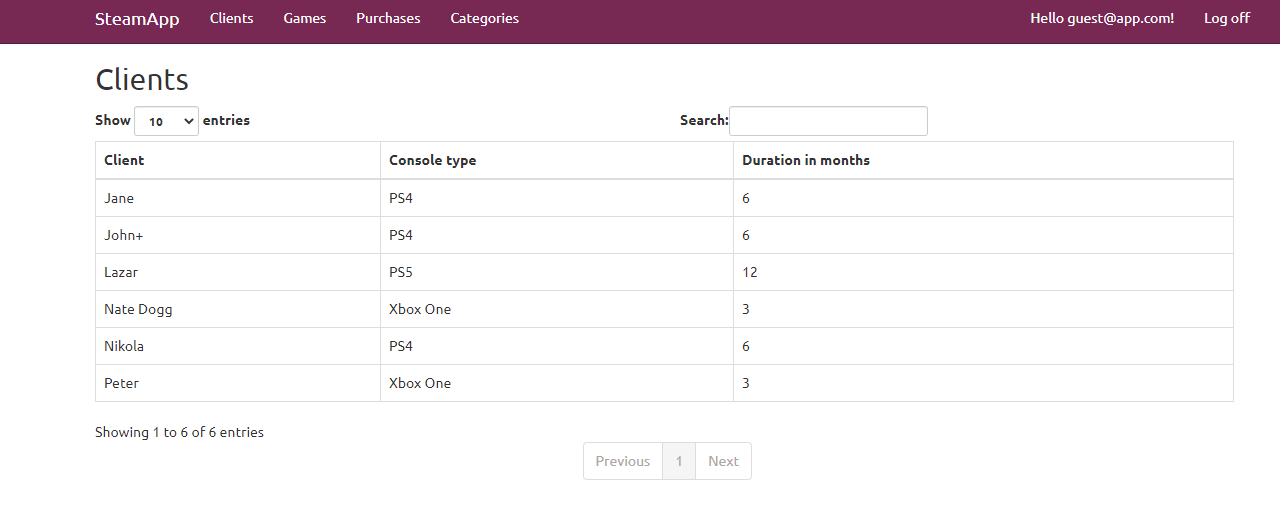 SteamApp Clients Games Purchases Categories Hello guest@app.com! Log off
Clients
Show 10 entries Search:
Client Console type Duration in months
Jane PS4 6
John+ PS4 6
Lazar PS5 12
Nate Dogg Xbox One 3
Nikola PS4 6
Peter Xbox One 3
Showing 1 to 6 of 6 entries
Previous 1 Next